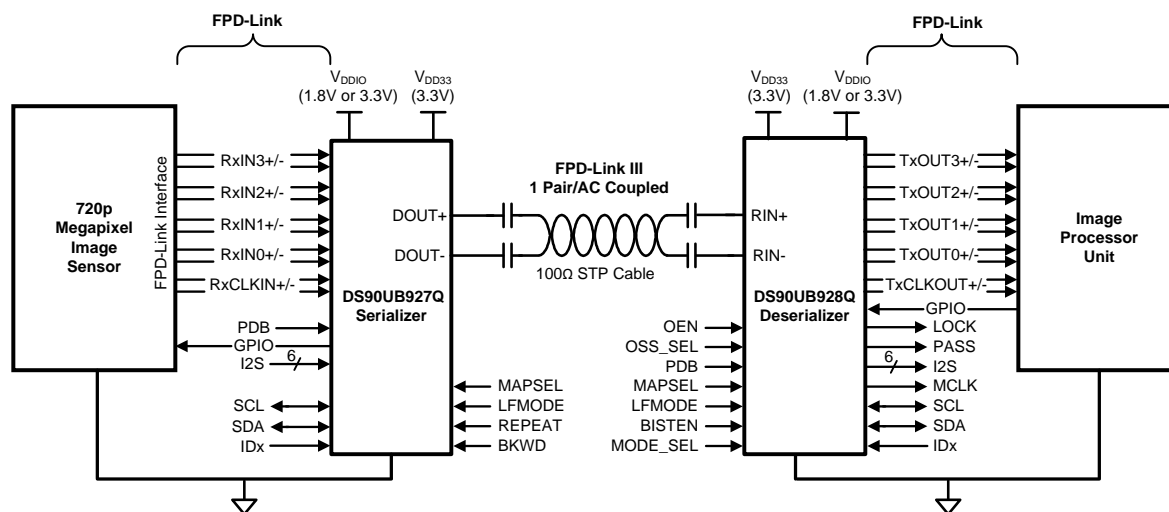 FPD-Link
FPD-Link
VDDIO
(1.8V or 3.3V)
VDD33
(3.3V)
VDD33
(3.3V)
VDDIO
(1.8V or 3.3V)
720p
Megapixel
Image
Sensor
FPD-Link Interface
RxIN3+/-
RxIN2+/-
RxIN1+/-
RxIN0+/-
RxCLKIN+/-
PDB
GPIO
I2S
6
SCL
SDA
IDx
DOUT+
DOUT-
DS90UB927Q
Serializer
MAPSEL
LFMODE
REPEAT
BKWD
FPD-Link III
1 Pair/AC Coupled
100Ω STP Cable
OEN
OSS_SEL
PDB
MAPSEL
LFMODE
BISTEN
MODE_SEL
RIN+
RIN-
DS90UB928Q
Deserializer
TxOUT3+/-
TxOUT2+/-
TxOUT1+/-
TxOUT0+/-
TxCLKOUT+/-
GPIO
LOCK
PASS
6
I2S
MCLK
SCL
SDA
IDx
Image
Processor
Unit